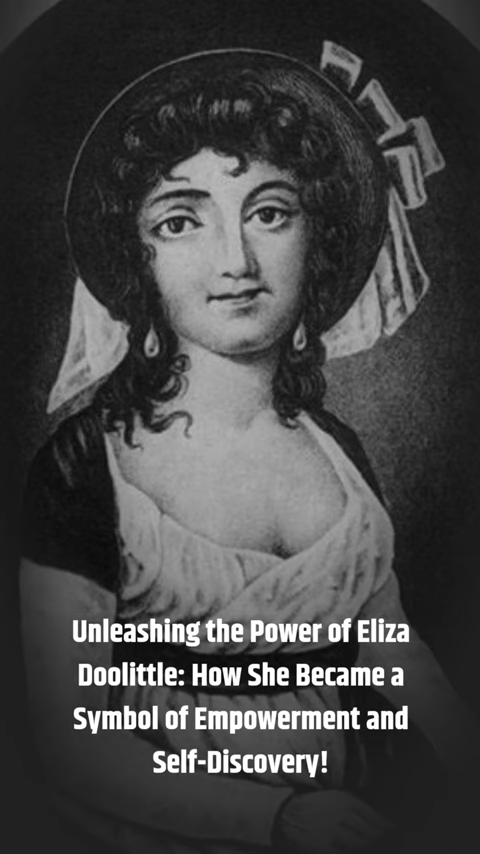 Unleashing the Power of Eliza
Doolittle: How She Became a
Symbol of Empowerment and
Self-Discovery!